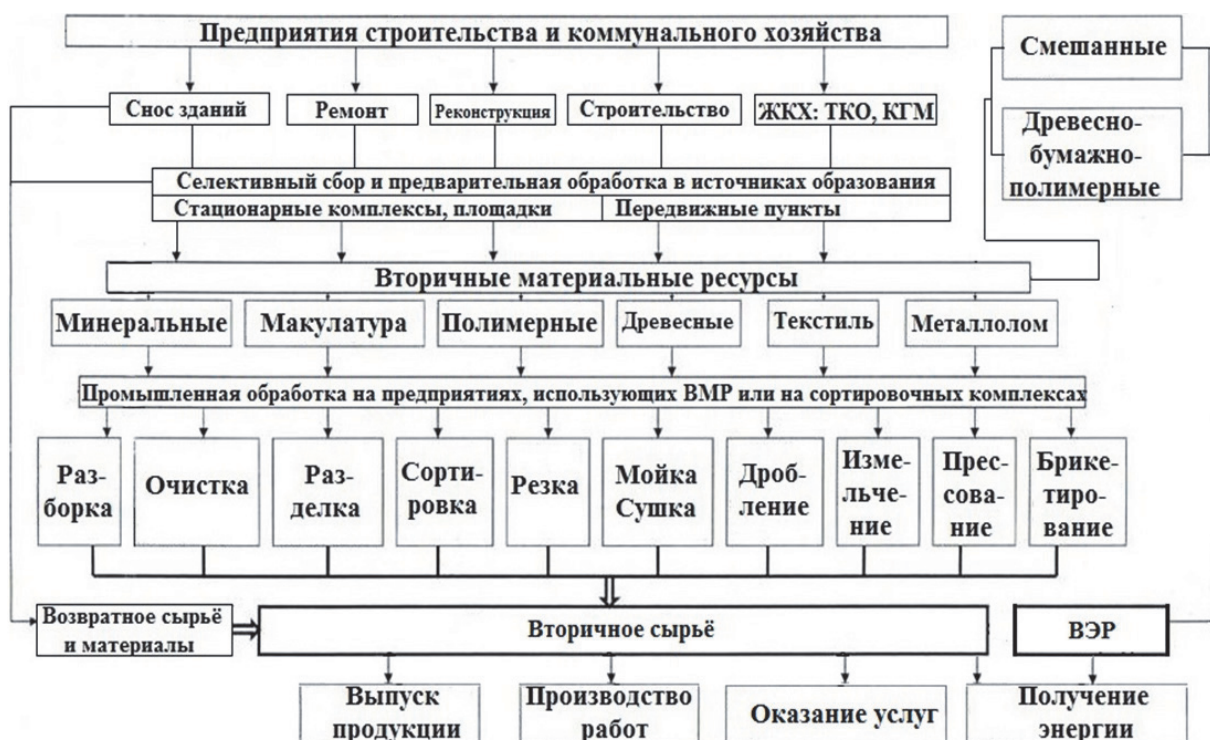 Предприятия строительства и коммунального хозяйства
Смешанные
Древесно-
бумажно-
полимерные
Снос зданий
Ремонт
Реконструкция
Строительство
ЖКХ: ТКО, КГМ
Селективный сбор и предварительная обработка в источниках образования
Стационарные комплексы, площадки
Передвижные пункты
Вторичные материальные ресурсы
Минеральные
Макулатура
Полимерные
Древесные
Текстиль
Металлолом
Промышленная обработка на предприятиях, использующих ВМР или на сортировочных комплексах
Раз-
борка
Очистка
Раз-
делка
Сорти-
ровка
Резка
Мойка
Сушка
Дроб-
ление
Изме-
льче-
ние
Прес-
сова-
ние
Брике-
тиро-
вание
Возвратное сырьё
и материалы
Вторичное сырьё
ВЭР
Выпуск
продукции
Производство
работ
Оказание услуг
Получение
энергии